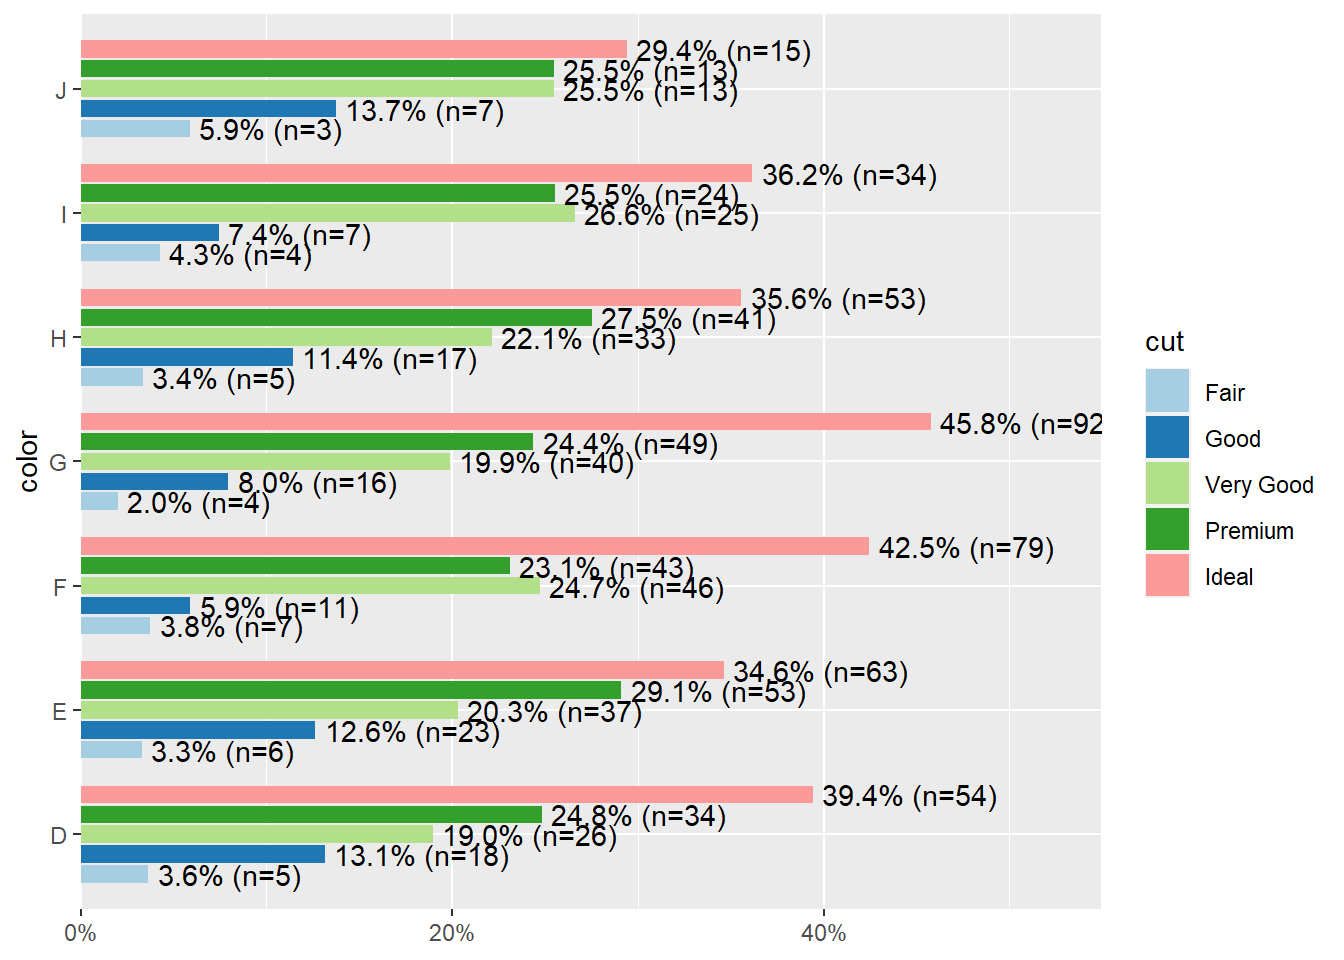 color
J
29.4% (n=15)
25.5% (n=13)
25.5% (n=13)
13.7% (n=7)
5.9% (n=3)
I
36.2% (n=34)
25.5% (n=24)
26.6% (n=25)
7.4% (n=7)
4.3% (n=4)
H
35.6% (n=53)
27.5% (n=41)
22.1% (n=33)
11.4% (n=17)
3.4% (n=5)
G
45.8% (n=92
24.4% (n=49)
19.9% (n=40)
8.0% (n=16)
2.0% (n=4)
F
42.5% (n=79)
23.1% (n=43)
24.7% (n=46)
5.9% (n=11)
3.8% (n=7)
E
34.6% (n=63)
29.1% (n=53)
20.3% (n=37)
12.6% (n=23)
3.3% (n=6)
D
39.4% (n=54)
24.8% (n=34)
19.0% (n=26)
13.1% (n=18)
3.6% (n=5)
0% 20% 40%
cut
Fair
Good
Very Good
Premium
Ideal